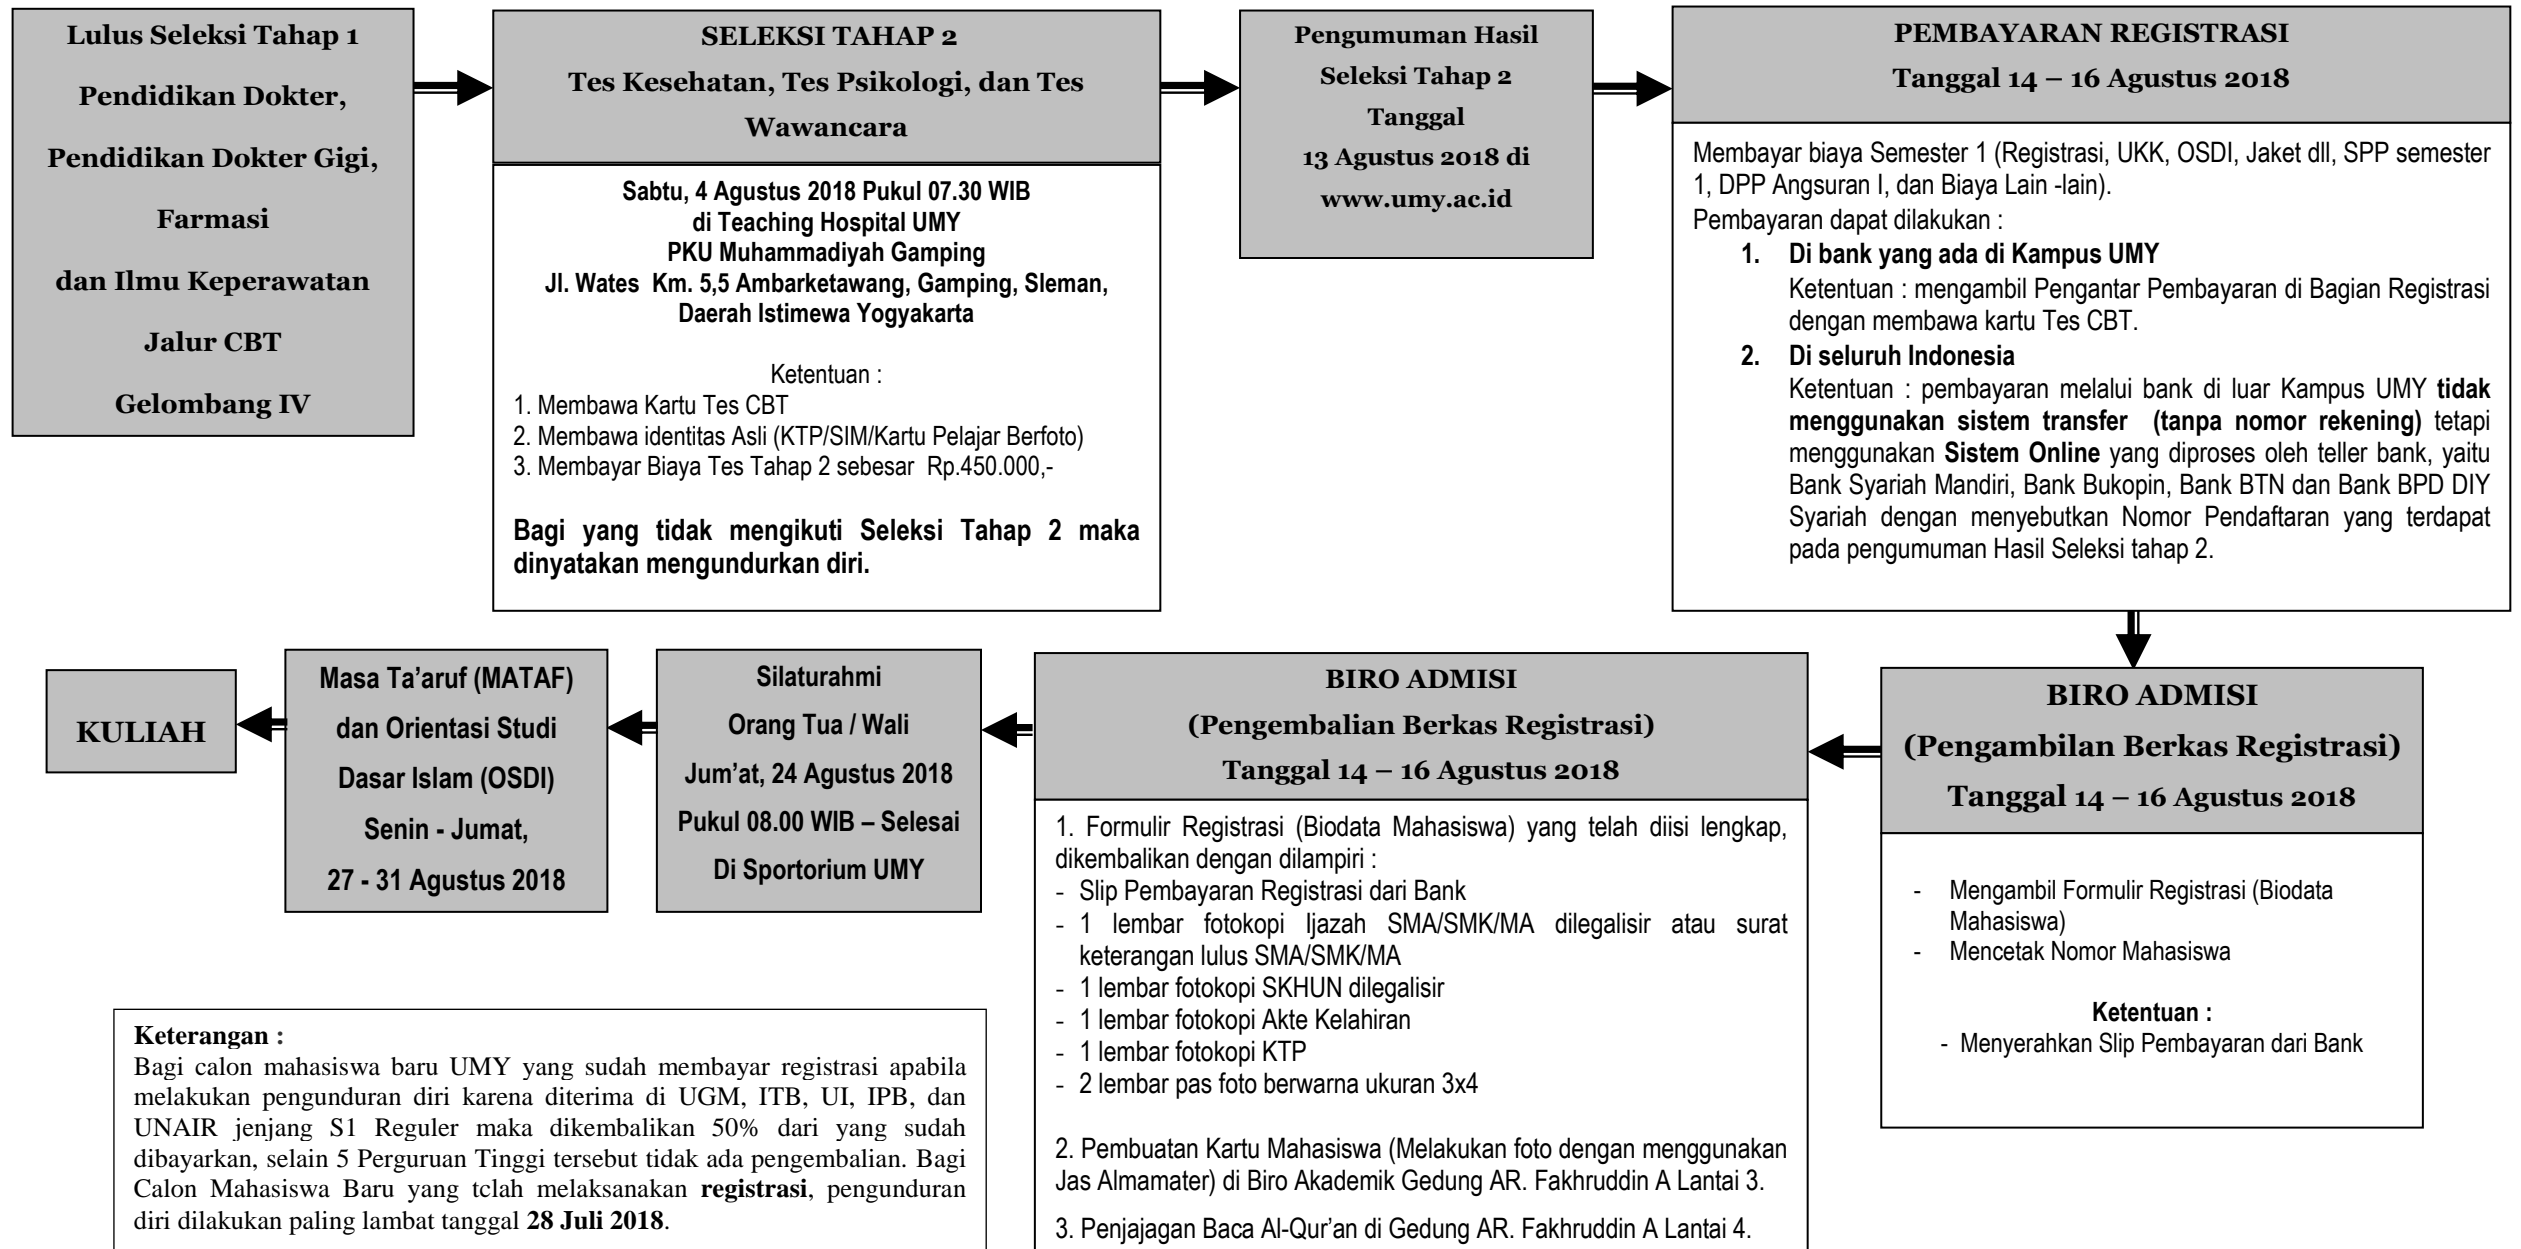 Lulus Seleksi Tahap 1
Pendidikan Dokter,
Pendidikan Dokter Gigi,
Farmasi
dan Ilmu Keperawatan
Jalur CBT
Gelombang IV
SELEKSI TAHAP 2
Tes Kesehatan, Tes Psikologi, dan Tes
Wawancara
Sabtu, 4 Agustus 2018 Pukul 07.30 WIB
di Teaching Hospital UMY
PKU Muhammadiyah Gamping
Jl. Wates Km. 5,5 Ambarketawang, Gamping, Sleman,
Daerah Istimewa Yogyakarta
Ketentuan :
1. Membawa Kartu Tes CBT
2. Membawa identitas Asli (KTP/SIM/Kartu Pelajar Berfoto)
3. Membayar Biaya Tes Tahap 2 sebesar Rp.450.000,-
Bagi yang tidak mengikuti Seleksi Tahap 2 maka
dinyatakan mengundurkan diri.
Pengumuman Hasil
Seleksi Tahap 2
Tanggal
13 Agustus 2018 di
www.umy.ac.id
PEMBAYARAN REGISTRASI
Tanggal 14 – 16 Agustus 2018
Membayar biaya Semester 1 (Registrasi, UKK, OSDI, Jaket dll, SPP semester
1, DPP Angsuran I, dan Biaya Lain -lain).
Pembayaran dapat dilakukan :
1. Di bank yang ada di Kampus UMY
Ketentuan : mengambil Pengantar Pembayaran di Bagian Registrasi
dengan membawa kartu Tes CBT.
2. Di seluruh Indonesia
Ketentuan : pembayaran melalui bank di luar Kampus UMY tidak
menggunakan sistem transfer (tanpa nomor rekening) tetapi
menggunakan Sistem Online yang diproses oleh teller bank, yaitu
Bank Syariah Mandiri, Bank Bukopin, Bank BTN dan Bank BPD DIY
Syariah dengan menyebutkan Nomor Pendaftaran yang terdapat
pada pengumuman Hasil Seleksi tahap 2.
BIRO ADMISI
(Pengambilan Berkas Registrasi)
Tanggal 14 – 16 Agustus 2018
- Mengambil Formulir Registrasi (Biodata
Mahasiswa)
- Mencetak Nomor Mahasiswa
Ketentuan :
- Menyerahkan Slip Pembayaran dari Bank
BIRO ADMISI
(Pengembalian Berkas Registrasi)
Tanggal 14 – 16 Agustus 2018
1. Formulir Registrasi (Biodata Mahasiswa) yang telah diisi lengkap,
dikembalikan dengan dilampiri :
- Slip Pembayaran Registrasi dari Bank
- 1 lembar fotokopi Ijazah SMA/SMK/MA dilegalisir atau surat
keterangan lulus SMA/SMK/MA
- 1 lembar fotokopi SKHUN dilegalisir
- 1 lembar fotokopi Akte Kelahiran
- 1 lembar fotokopi KTP
- 2 lembar pas foto berwarna ukuran 3x4
2. Pembuatan Kartu Mahasiswa (Melakukan foto dengan menggunakan
Jas Almamater) di Biro Akademik Gedung AR. Fakhruddin A Lantai 3.
3. Penjajagan Baca Al-Qur’an di Gedung AR. Fakhruddin A Lantai 4.
Silaturahmi
Orang Tua / Wali
Jum’at, 24 Agustus 2018
Pukul 08.00 WIB – Selesai
Di Sportorium UMY
Masa Ta’aruf (MATAF)
dan Orientasi Studi
Dasar Islam (OSDI)
Senin - Jumat,
27 - 31 Agustus 2018
KULIAH
Keterangan :
Bagi calon mahasiswa baru UMY yang sudah membayar registrasi apabila
melakukan pengunduran diri karena diterima di UGM, ITB, UI, IPB, dan
UNAIR jenjang S1 Reguler maka dikembalikan 50% dari yang sudah
dibayarkan, selain 5 Perguruan Tinggi tersebut tidak ada pengembalian. Bagi
Calon Mahasiswa Baru yang tclah melaksanakan registrasi, pengunduran
diri dilakukan paling lambat tanggal 28 Juli 2018.